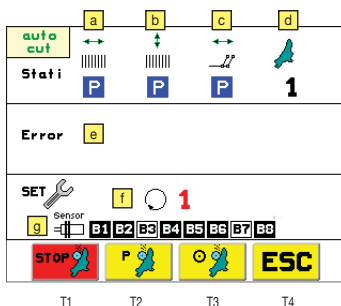 a b c d
auto
cut
Stati
P P P 1
Error e
SET f 1
g Sensor
B1 B2 B3 B4 B5 B6 B7 B8
STOP P ESC
T1 T2 T3 T4